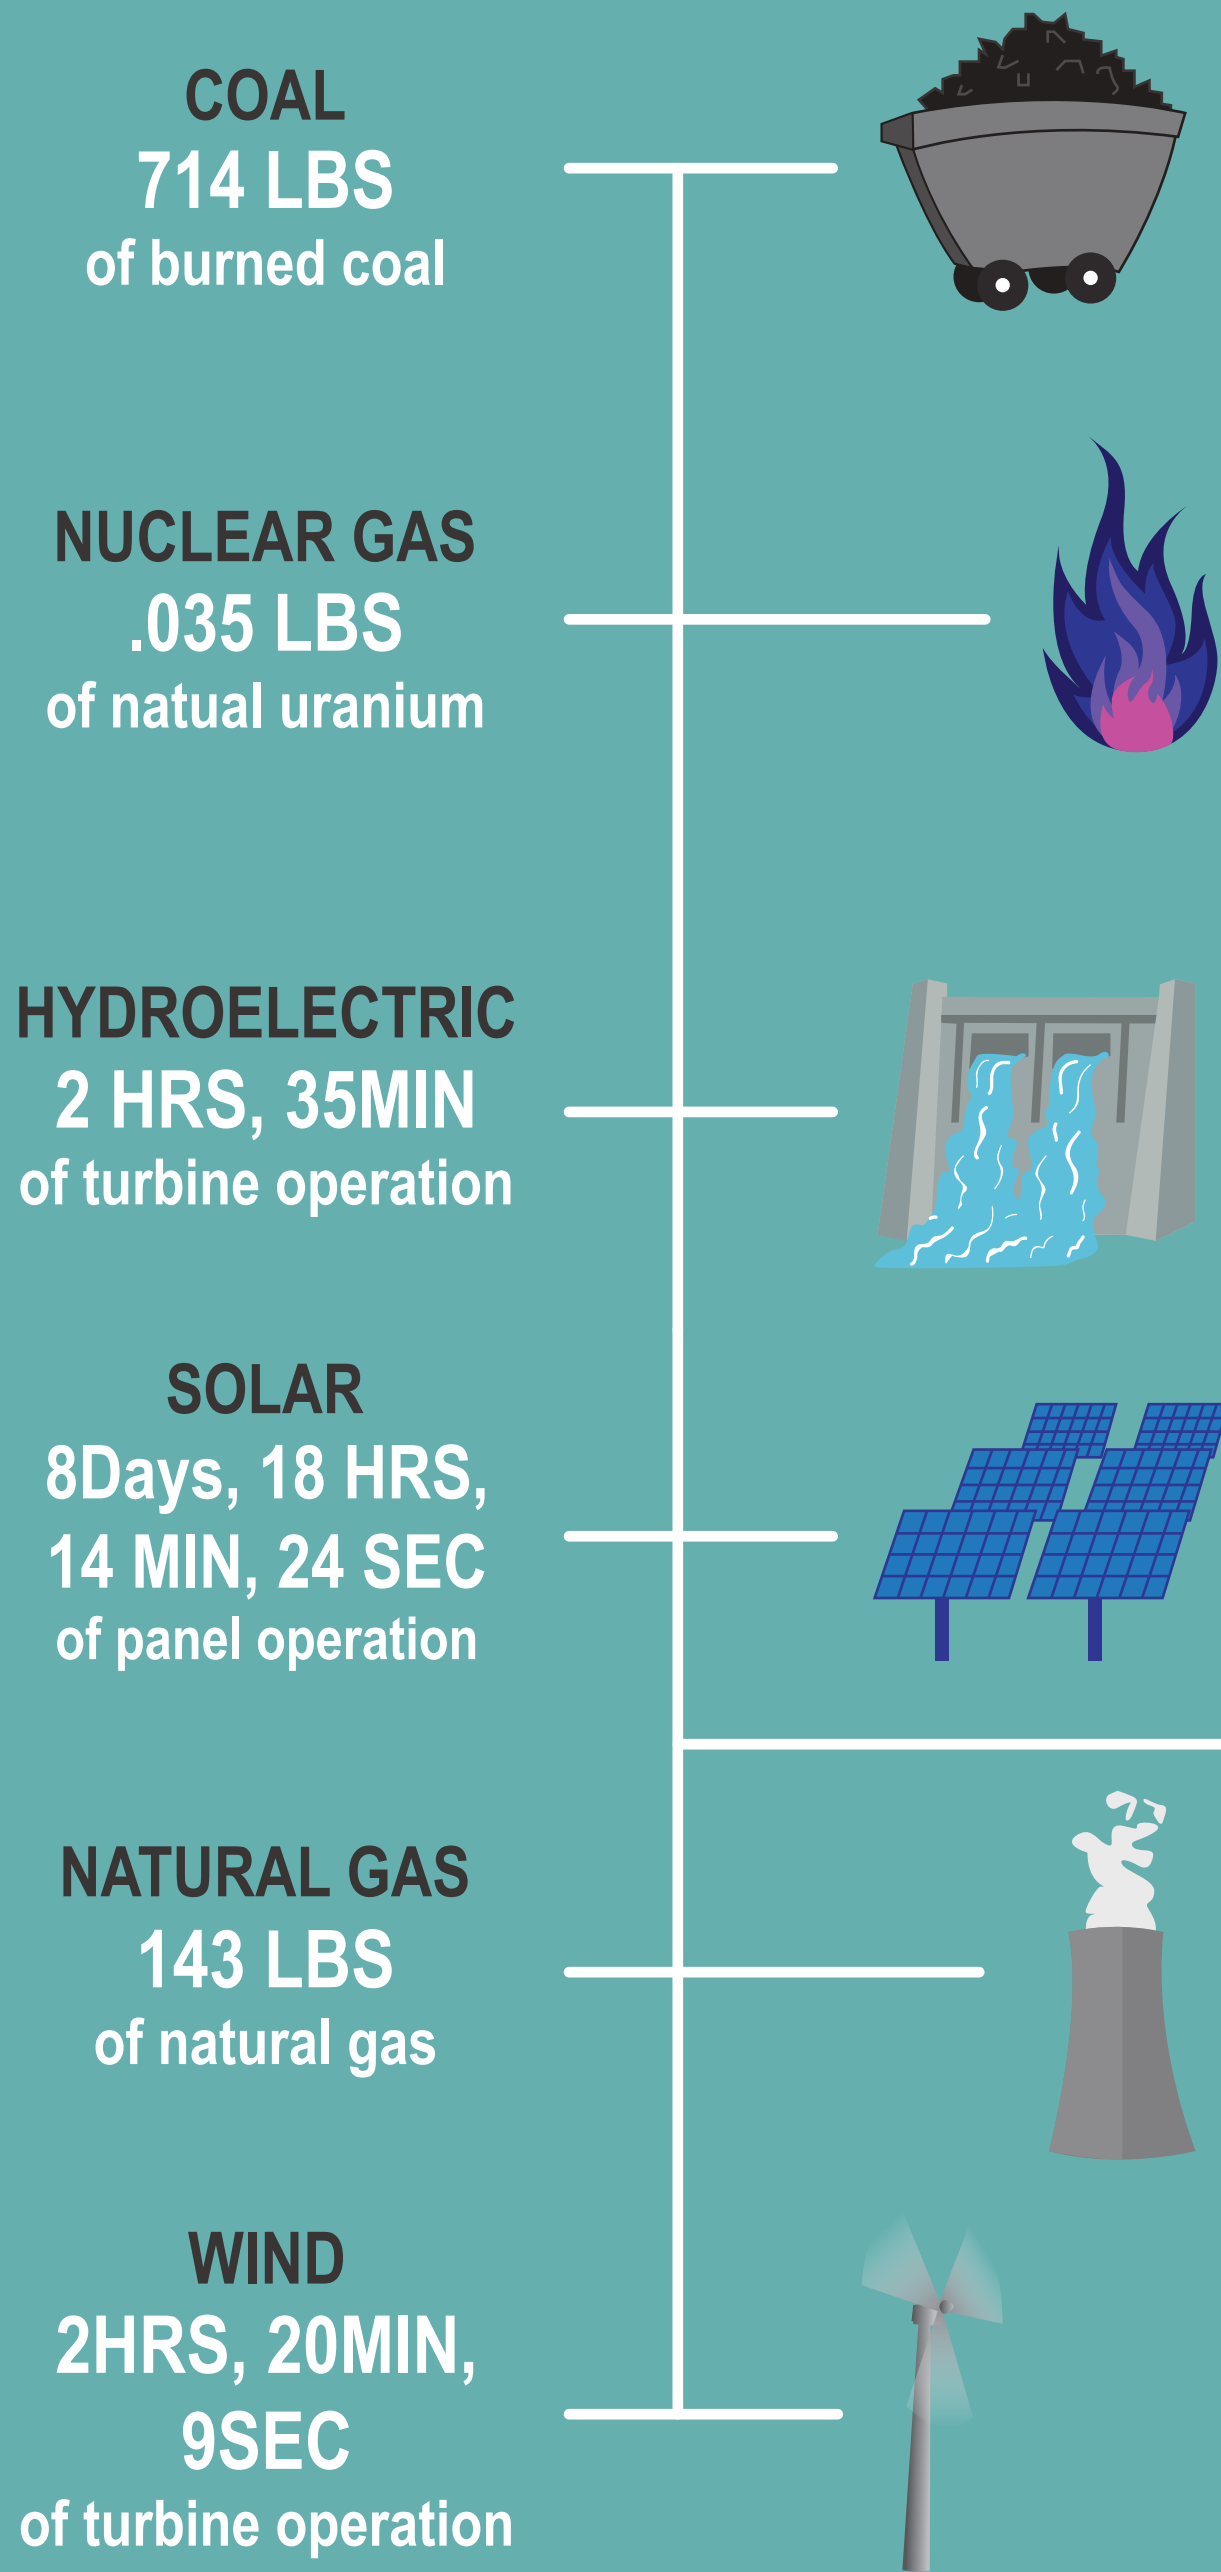 COAL
714 LBS
of burned coal
NUCLEAR GAS
.035 LBS
of natual uranium
HYDROELECTRIC
2 HRS, 35MIN
of turbine operation
SOLAR
8Days, 18 HRS,
14 MIN, 24 SEC
of panel operation
NATURAL GAS
143 LBS
of natural gas
WIND
2HRS, 20MIN,
9SEC
of turbine operation